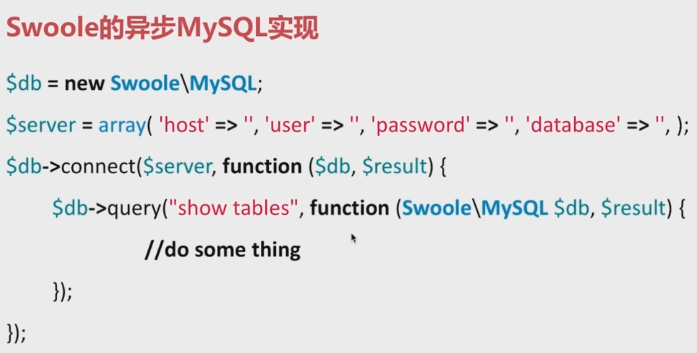 Swoole的异步MySQL实现
$db = new Swoole\MySQL;
$server = array( 'host' => '', 'user' => '', 'password' => '', 'database' => '', );
$db->connect($server, function ($db, $result) {
$db->query("show tables", function (Swoole\MySQL $db, $result) {
//do some thing
});
});